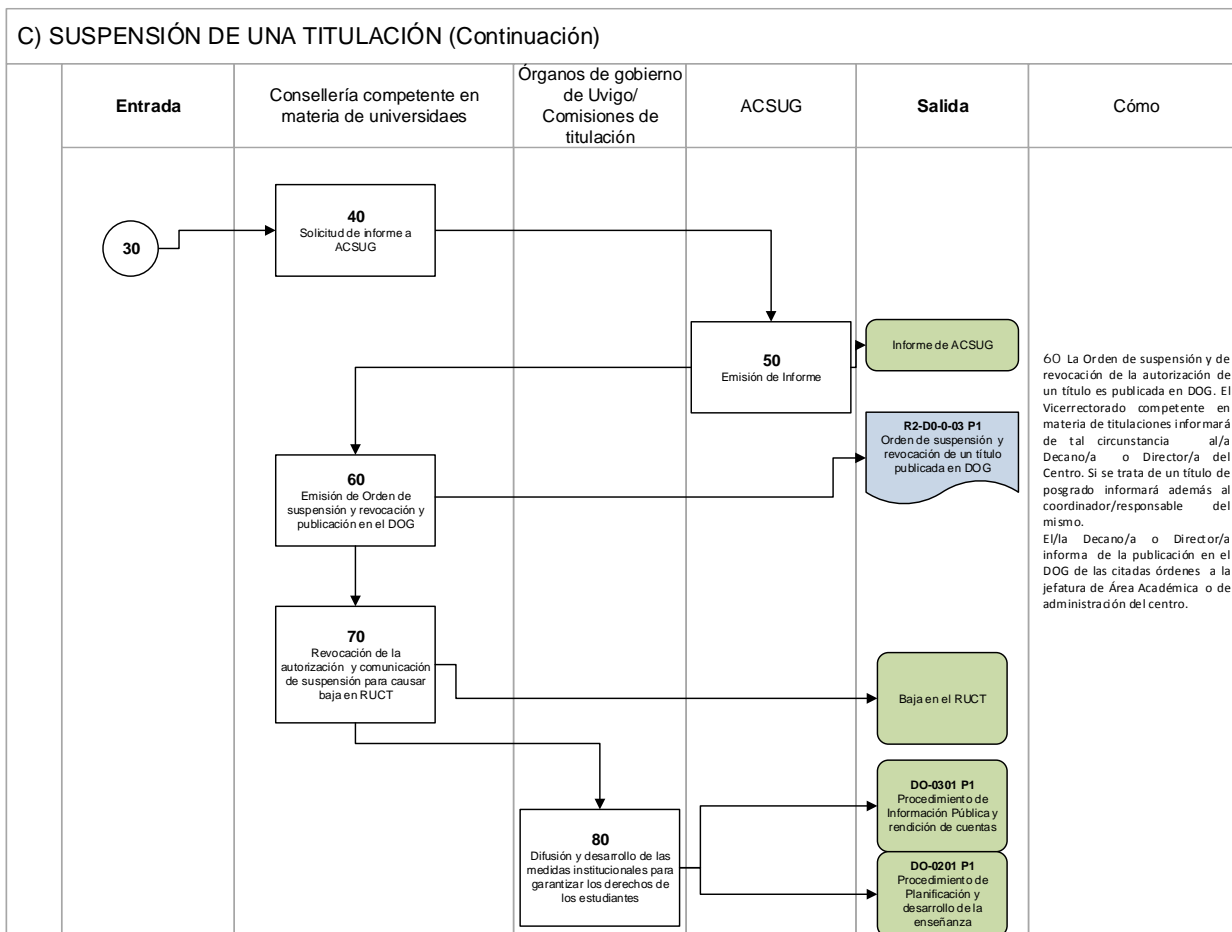 C) SUSPENSIÓN DE UNA TITULACIÓN (Continuación)
Entrada
Consellería competente en
materia de universidaes
Órganos de gobierno
de Uvigo/
Comisiones de
titulación
ACSUG
Salida
Cómo
30
40
Solicitud de informe a
ACSUG
50
Emisión de Informe
Informe de ACSUG
R2-D0-0-03 P1
Orden de suspensión y
revocación de un título
publicada en DOG
60
Emisión de Orden de
suspensión y revocación y
publicación en el DOG
60 La Orden de suspensión y de
revocación de la autorización de
un título es publicada en DOG. El
Vicerrectorado competente en
materia de titulaciones informará
de tal circunstancia al/a
Decano/a o Director/a del
Centro. Si se trata de un título de
posgrado informará además al
coordinador/responsable del
mismo.
El/la Decano/a o Director/a
informa de la publicación en el
DOG de las citadas órdenes a la
jefatura de Área Académica o de
administración del centro.
70
Revocación de la
autorización y comunicación
de suspensión para causar
baja en RUCT
Baja en el RUCT
80
Difusión y desarrollo de las
medidas institucionales para
garantizar los derechos de
los estudiantes
DO-0301 P1
Procedimiento de
Información Pública y
rendición de cuentas
DO-0201 P1
Procedimiento de
Planificación y
desarrollo de la
enseñanza